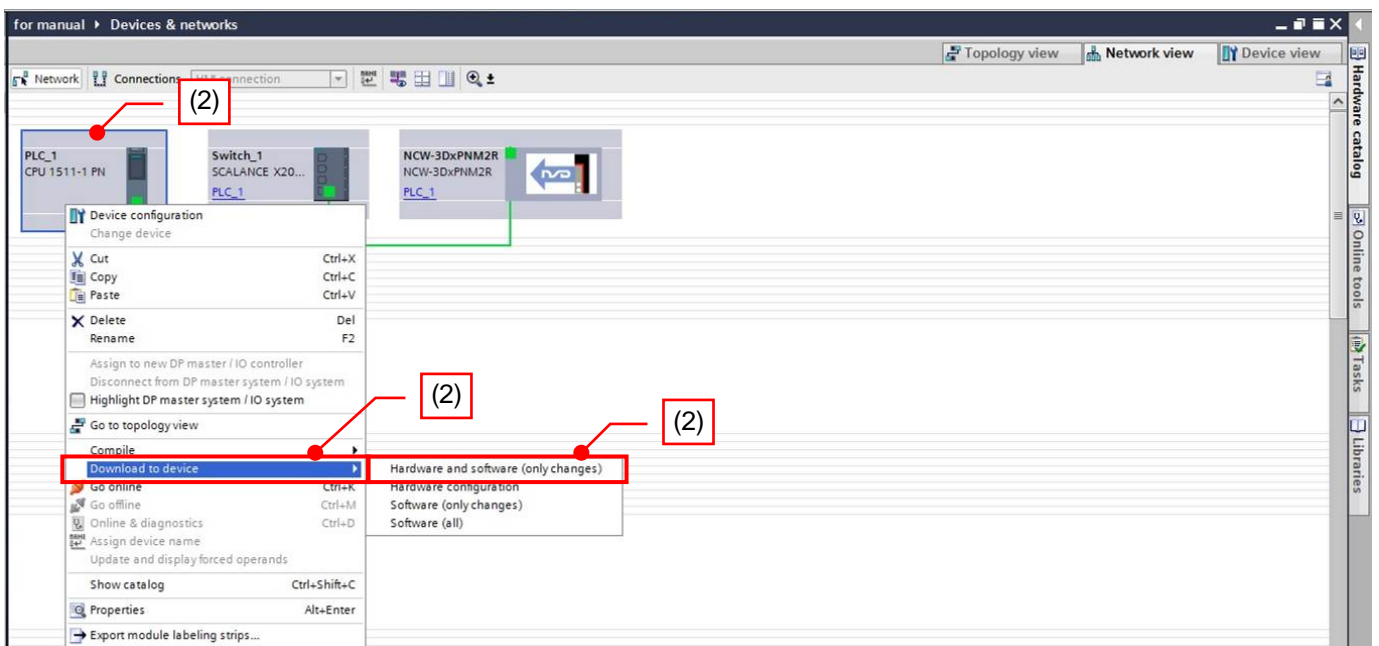 for manual ▸ Devices & networks
Topology view Network view Device view
Network Connections HMI connection
(2)
PLC_1
CPU 1511-1 PN
Switch_1
SCALANCE X20...
PLC_1
NCW-3DxPNM2R
NCW-3DxPNM2R
PLC_1
NSD
Device configuration
Change device
Cut Ctrl+X
Copy Ctrl+C
Paste Ctrl+V
Delete Del
Rename F2
Assign to new DP master / IO controller
Disconnect from DP master system / IO system
Highlight DP master system / IO system
(2)
(2)
Go to topology view
Compile
Download to device
Hardware and software (only changes)
Go online Ctrl+K
Hardware configuration
Go offline Ctrl+M
Software (only changes)
Online & diagnostics Ctrl+D
Software (all)
Assign device name
Update and display forced operands
Show catalog Ctrl+Shift+C
Properties Alt+Enter
Export module labeling strips...
Hardware catalog
Online tools
Tasks
Libraries